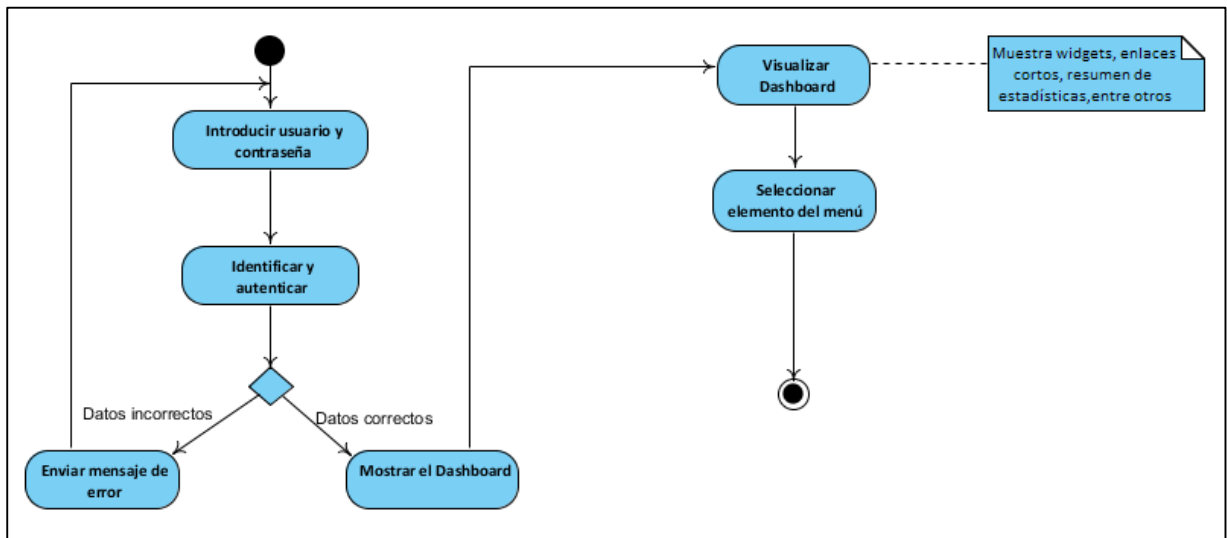 Introducir usuario y
contraseña
Identificar y
autenticar
Datos incorrectos
Datos correctos
Enviar mensaje de
error
Mostrar el Dashboard
Visualizar
Dashboard
Muestra widgets, enlaces
cortos, resumen de
estadísticas,entre otros
Seleccionar
elemento del menú